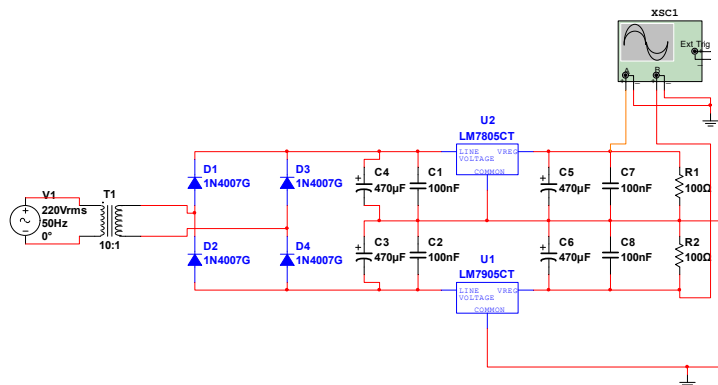 XSC1
Ext Trig
+
-
A
B
+ - + -
U2
LM7805CT
LINE VREG
VOLTAGE
COMMON
D1
1N4007G
D3
1N4007G
C4
470µF
C1
100nF
C5
470µF
C7
100nF
R1
100Ω
V1
220Vrms
50Hz
0°
T1
10:1
D2
1N4007G
D4
1N4007G
C3
470µF
C2
100nF
U1
LM7905CT
LINE VREG
VOLTAGE
COMMON
C6
470µF
C8
100nF
R2
100Ω